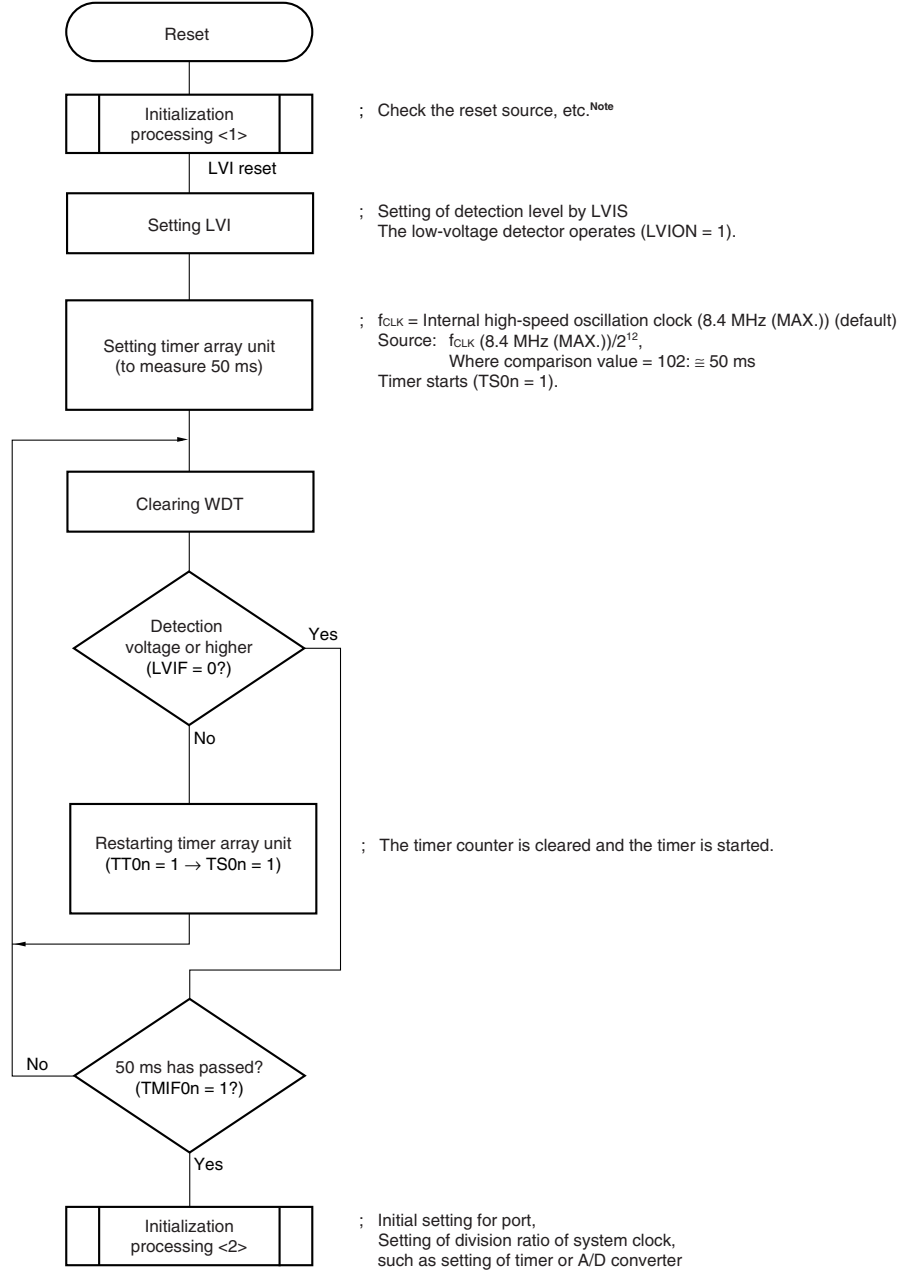 Reset
Initialization
processing <1>
; Check the reset source, etc.Note
LVI reset
Setting LVI
; Setting of detection level by LVIS
The low-voltage detector operates (LVION = 1).
Setting timer array unit
(to measure 50 ms)
; fCLK = Internal high-speed oscillation clock (8.4 MHz (MAX.)) (default)
Source: fCLK (8.4 MHz (MAX.))/2¹²,
Where comparison value = 102: ≅ 50 ms
Timer starts (TS0n = 1).
Clearing WDT
Detection
voltage or higher
(LVIF = 0?)
Yes
No
Restarting timer array unit
(TT0n = 1 → TS0n = 1)
; The timer counter is cleared and the timer is started.
No
50 ms has passed?
(TMIF0n = 1?)
Yes
Initialization
processing <2>
; Initial setting for port,
Setting of division ratio of system clock,
such as setting of timer or A/D converter